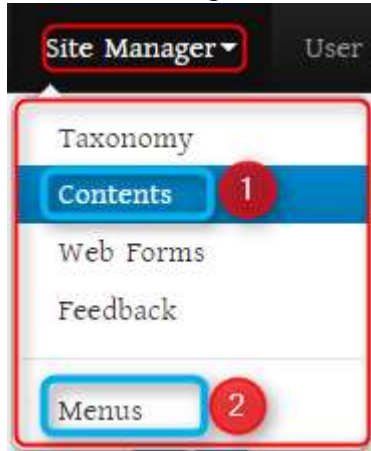 Site Manager User
Taxonomy
Contents 1
Web Forms
Feedback
Menus 2